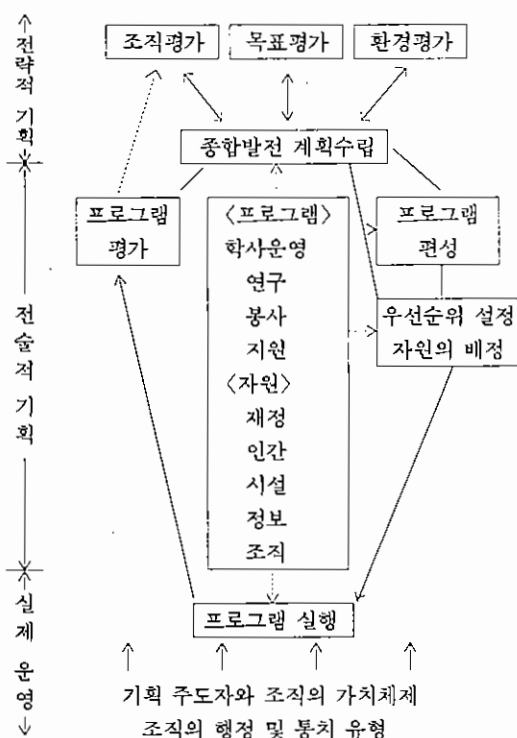 전략적 기획
조직평가 목표평가 환경평가
종합발전 계획수립
전술적 기획
프로그램
평가
〈프로그램〉
학사운영
연구
봉사
지원
〈자원〉
재정
인간
시설
정보
조직
프로그램
편성
우선순위 설정
자원의 배정
실제 운영
프로그램 실행
기획 주도자와 조직의 가치체제
조직의 행정 및 통치 유형